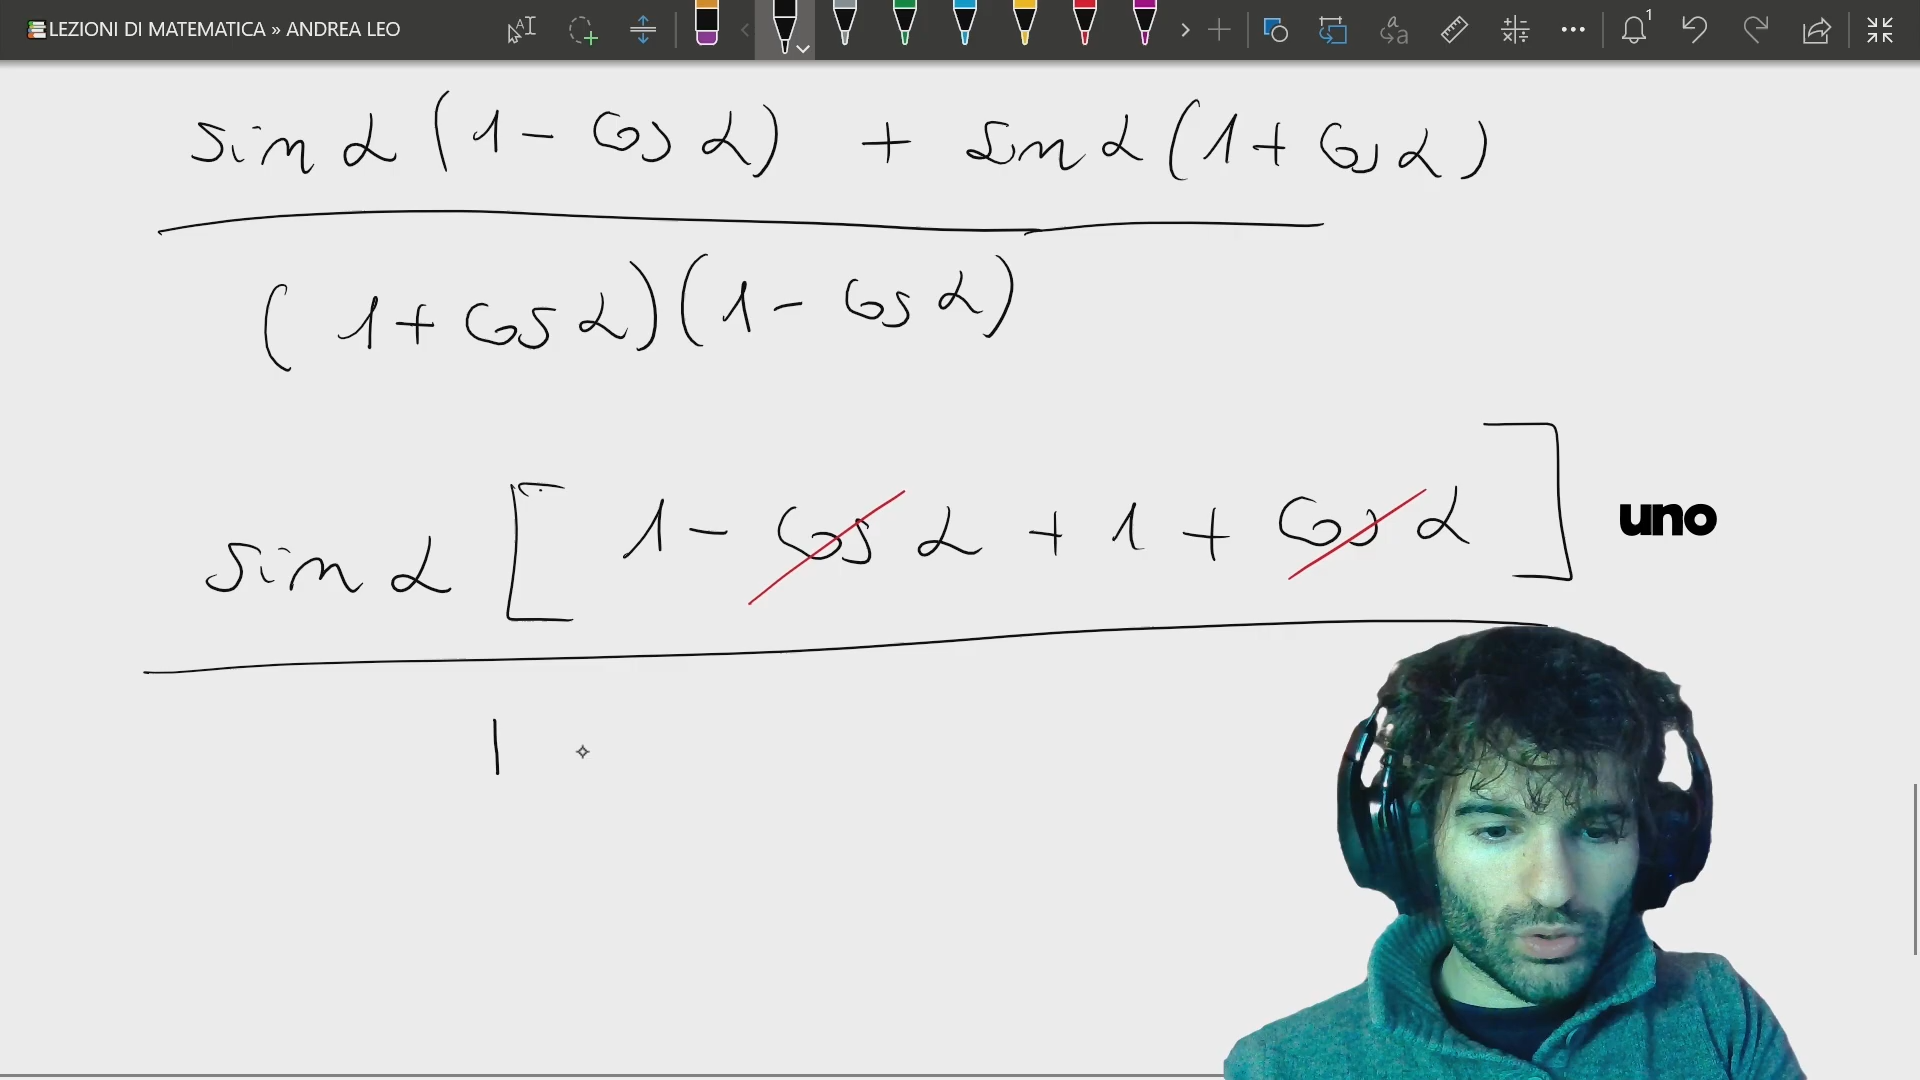 LEZIONI DI MATEMATICA » ANDREA LEO
1
sin α (1 - cos α) + sin α (1 + cos α)
(1 + cos α)(1 - cos α)
sin α [1 - cos α + 1 + cos α]
uno
1